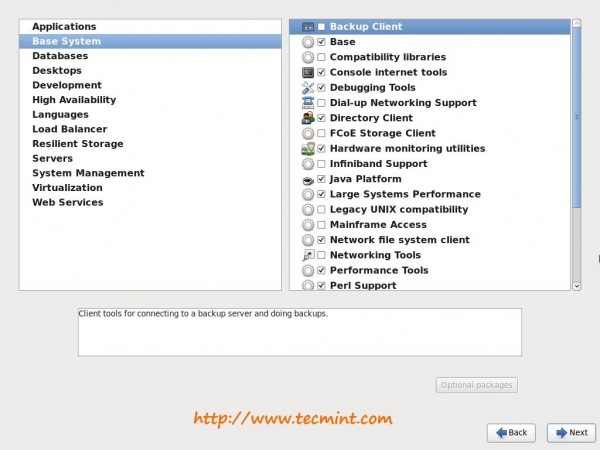 Applications
Base System
Databases
Desktops
Development
High Availability
Languages
Load Balancer
Resilient Storage
Servers
System Management
Virtualization
Web Services
Backup Client
Base
Compatibility libraries
Console internet tools
Debugging Tools
Dial-up Networking Support
Directory Client
FCoE Storage Client
Hardware monitoring utilities
Infiniband Support
Java Platform
Large Systems Performance
Legacy UNIX compatibility
Mainframe Access
Network file system client
Networking Tools
Performance Tools
Perl Support
Client tools for connecting to a backup server and doing backups.
Optional packages
http://www.tecmint.com
Back
Next